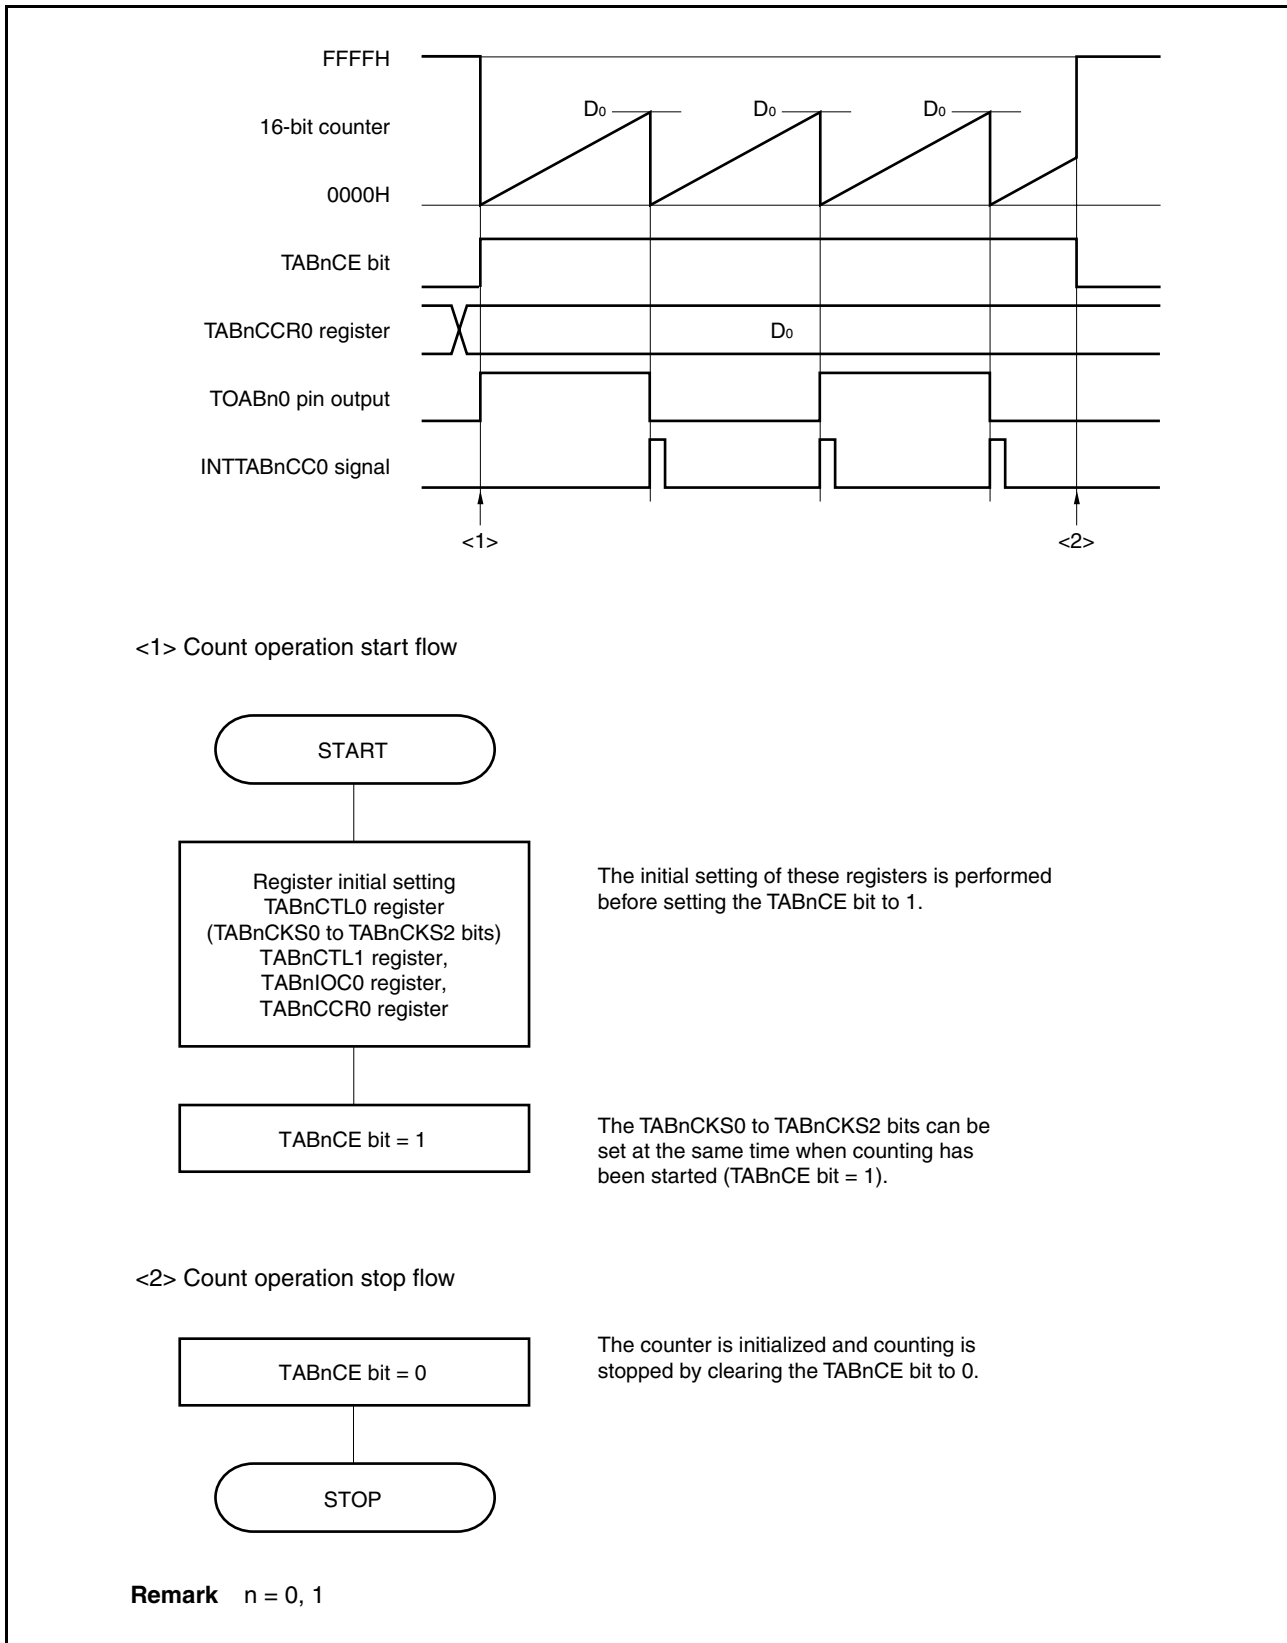 FFFFH
D0 D0 D0
16-bit counter
0000H
TABnCE bit
TABnCCR0 register D0
TOABn0 pin output
INTTABnCC0 signal
<1> <2>
<1> Count operation start flow
START
Register initial setting
TABnCTL0 register
(TABnCKS0 to TABnCKS2 bits)
TABnCTL1 register,
TABnIOC0 register,
TABnCCR0 register
The initial setting of these registers is performed
before setting the TABnCE bit to 1.
TABnCE bit = 1
The TABnCKS0 to TABnCKS2 bits can be
set at the same time when counting has
been started (TABnCE bit = 1).
<2> Count operation stop flow
TABnCE bit = 0
The counter is initialized and counting is
stopped by clearing the TABnCE bit to 0.
STOP
Remark n = 0, 1